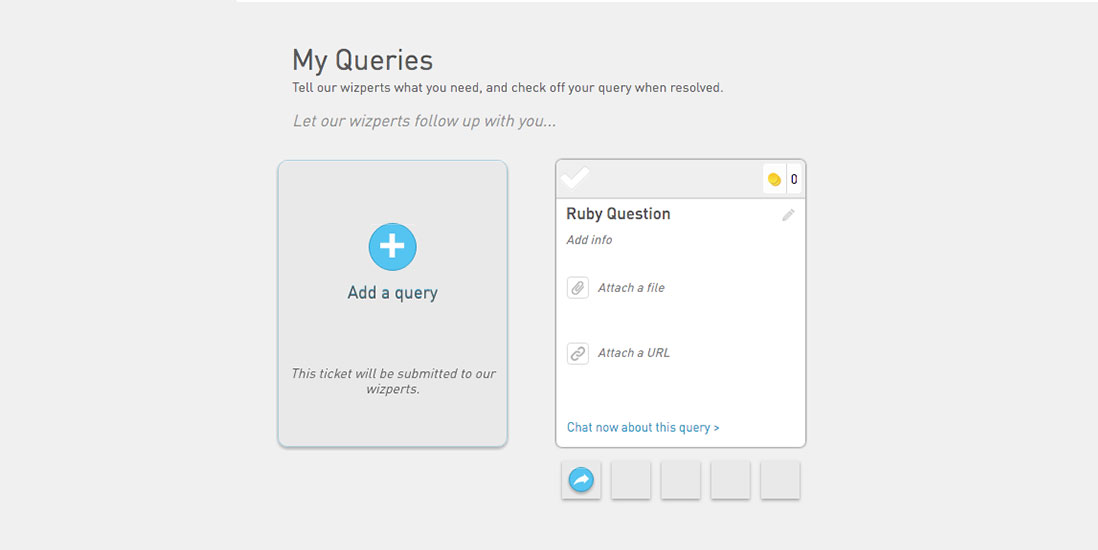 My Queries
Tell our wizperts what you need, and check off your query when resolved.
Let our wizperts follow up with you...
Add a query
This ticket will be submitted to our
wizperts.
0
Ruby Question
Add info
Attach a file
Attach a URL
Chat now about this query >